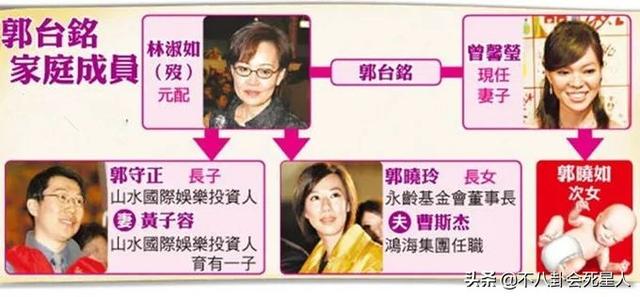 郭台銘
家庭成員
林淑如
（歿）
元配
郭台銘
曾馨瑩
現任
妻子
郭守正 長子
山水國際娛樂投資人
妻 黃子容
山水國際娛樂投資人
育有一子
郭曉玲 長女
永齡基金會董事長
夫 曹斯杰
鴻海集團任職
郭曉如
次女
头条 @不八卦会死星人